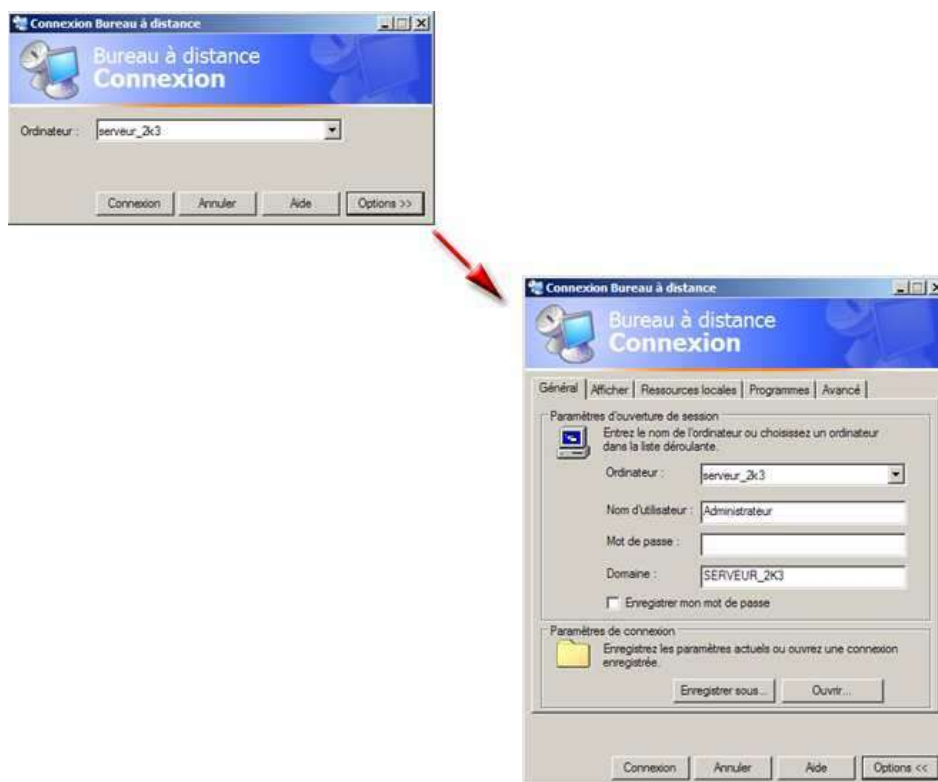 Connexion Bureau à distance
Bureau à distance
Connexion
Ordinateur : serveur_2k3
Connexion Annuler Aide Options >>
Connexion Bureau à distance
Bureau à distance
Connexion
Général Afficher Ressources locales Programmes Avancé
Paramètres d'ouverture de session
Entrez le nom de l'ordinateur ou choisissez un ordinateur
dans la liste déroulante.
Ordinateur : serveur_2k3
Nom d'utilisateur : Administrateur
Mot de passe :
Domaine : SERVEUR_2K3
Enregistrer mon mot de passe
Paramètres de connexion
Enregistrez les paramètres actuels ou ouvrez une connexion
enregistrée.
Enregistrer sous... Ouvrir...
Connexion Annuler Aide Options <<